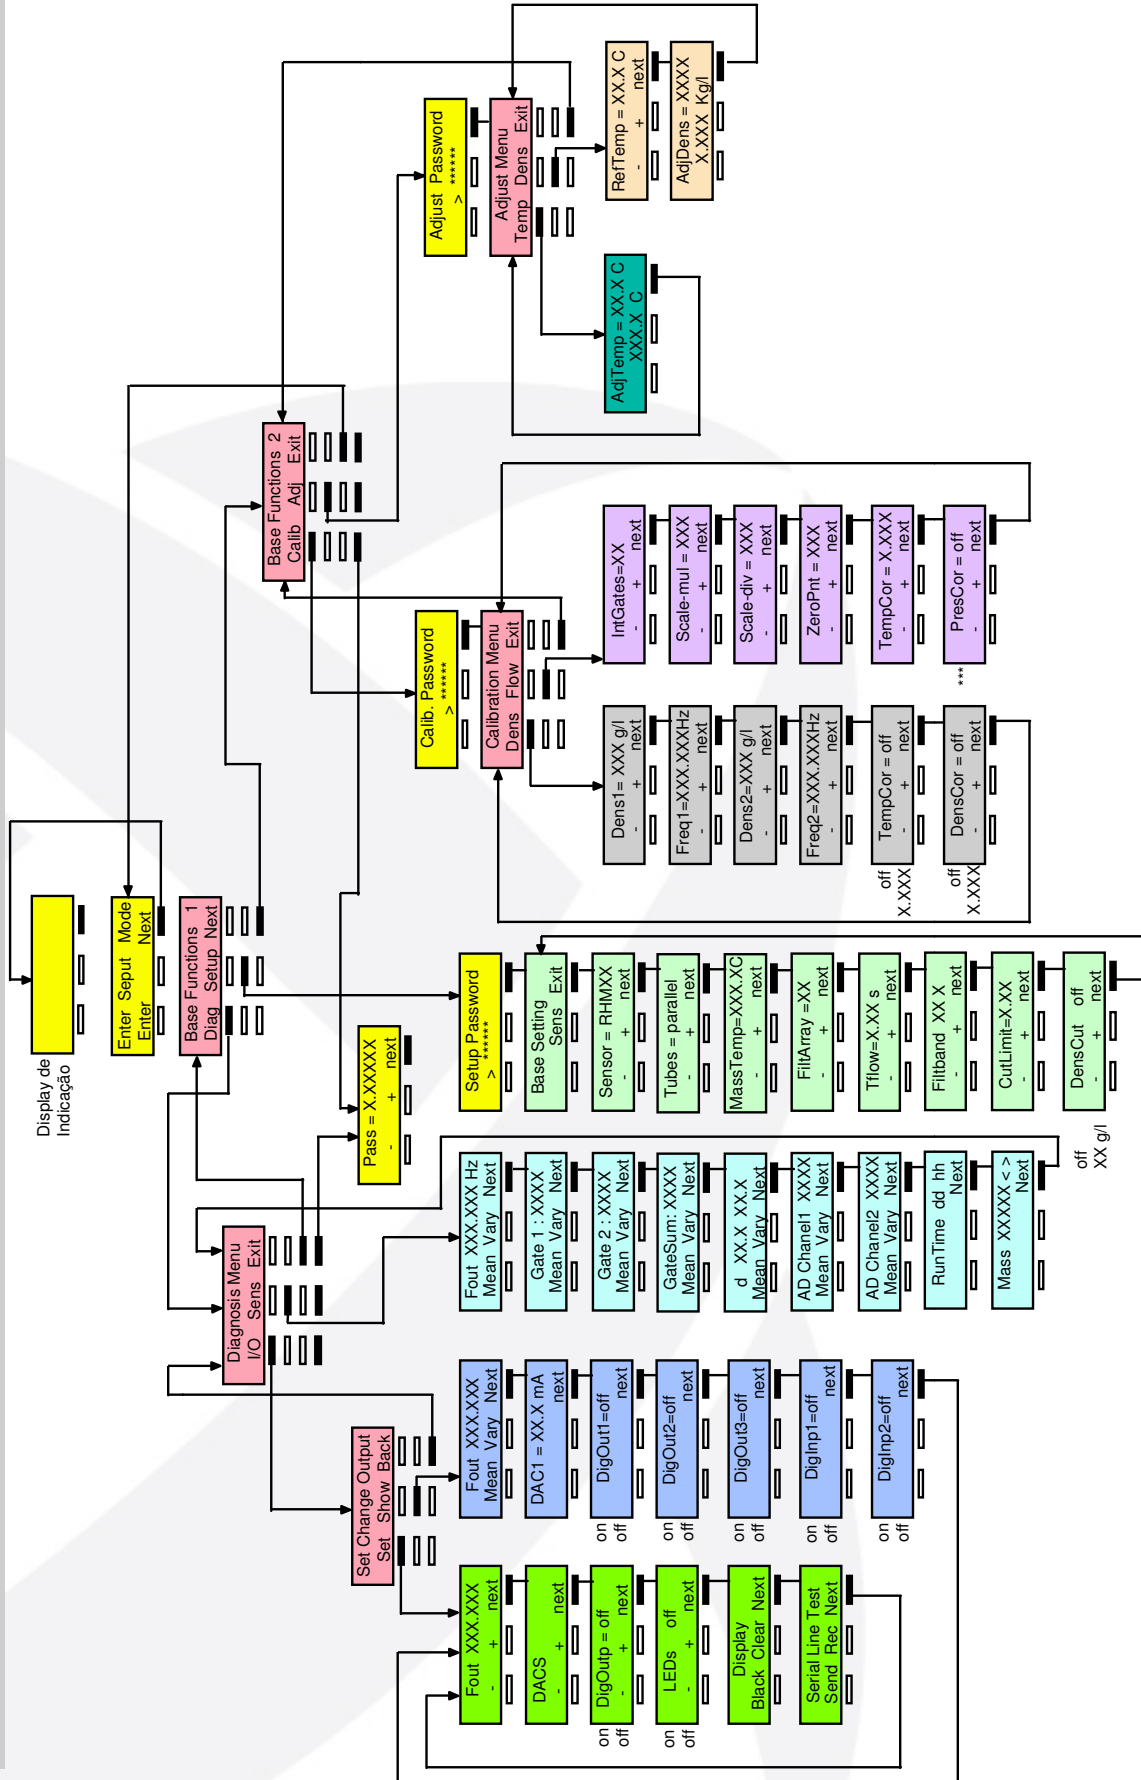 Display de
Indicação
Enter Seput Mode
Enter Next
Base Functions 1
Diag Setup Next
Diagnosis Menu
I/O Sens Exit
Base Functions 2
Calib Adj Exit
Pass = X.XXXXX
- + next
Set Change Output
Set Show Back
Fout XXX.XXX
- + next
DACS
- + next
on
off
DigOutp = off
- + next
on
off
LEDs off
- + next
Display
Black Clear Next
Serial Line Test
Send Rec Next
Fout XXX.XXX
Mean Vary Next
DAC1 = XX.X mA
next
on
off
DigOut1=off
next
on
off
DigOut2=off
next
on
off
DigOut3=off
next
on
off
DigInp1=off
next
on
off
DigInp2=off
next
Fout XXX.XXX Hz
Mean Vary Next
Gate 1 : XXXX
Mean Vary Next
Gate 2 : XXXX
Mean Vary Next
GateSum: XXXX
Mean Vary Next
d XX.X XX.X
Mean Vary Next
AD Chanel1 XXXX
Mean Vary Next
AD Chanel2 XXXX
Mean Vary Next
RunTime dd hh
Next
Mass XXXXX < >
Next
Setup Password
> ******
Base Setting
Sens Exit
Sensor = RHMXX
- + next
Tubes = parallel
- + next
MassTemp=XXX.XC
- + next
FiltArray =XX
- + next
Tflow=X.XX s
- + next
Filtband XX X
- + next
CutLimit=X.XX
- + next
off
XX g/l
DensCut off
- + next
Calib. Password
> ******
Calibration Menu
Dens Flow Exit
Dens1= XXX g/l
- + next
Freq1=XXX.XXXHz
- + next
Dens2=XXX g/l
- + next
Freq2=XXX.XXXHz
- + next
off
X.XXX
TempCor = off
- + next
off
X.XXX
DensCor = off
- + next
IntGates=XX
- + next
Scale-mul = XXX
- + next
Scale-div = XXX
- + next
ZeroPnt = XXX
- + next
TempCor = X.XXX
- + next
***
PresCor = off
- + next
Adjust Password
> ******
Adjust Menu
Temp Dens Exit
AdjTemp = XX.X C
XXX.X C
RefTemp = XX.X C
- + next
AdjDens = XXXX
X.XXX Kg/l